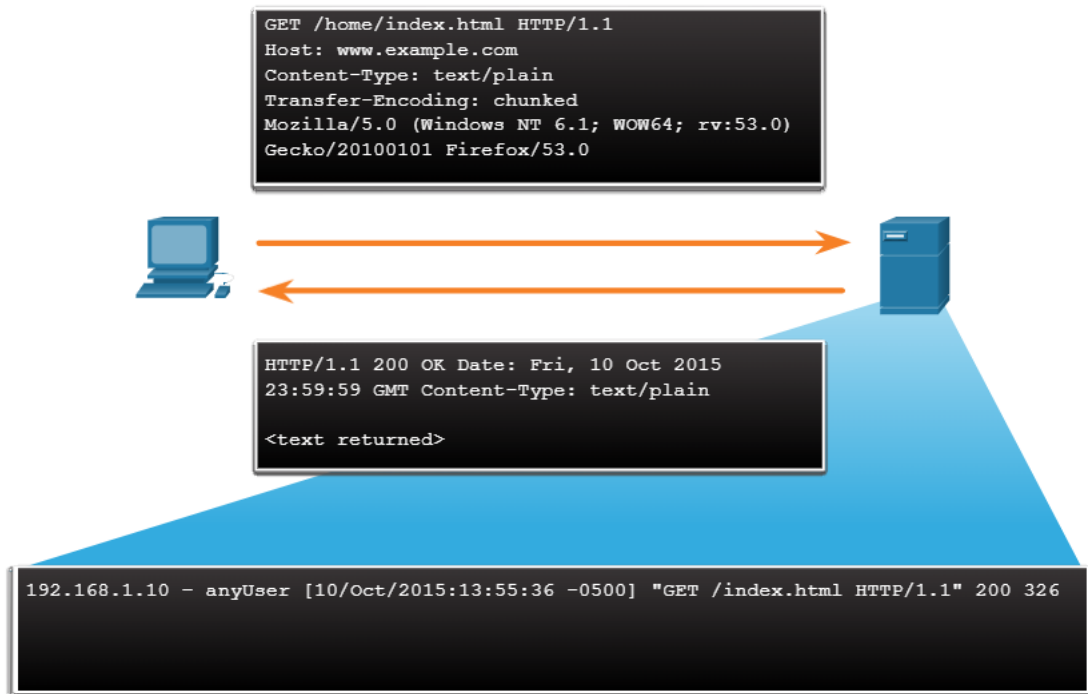 GET /home/index.html HTTP/1.1
Host: www.example.com
Content-Type: text/plain
Transfer-Encoding: chunked
Mozilla/5.0 (Windows NT 6.1; WOW64; rv:53.0)
Gecko/20100101 Firefox/53.0
HTTP/1.1 200 OK Date: Fri, 10 Oct 2015
23:59:59 GMT Content-Type: text/plain
<text returned>
192.168.1.10 - anyUser [10/Oct/2015:13:55:36 -0500] "GET /index.html HTTP/1.1" 200 326